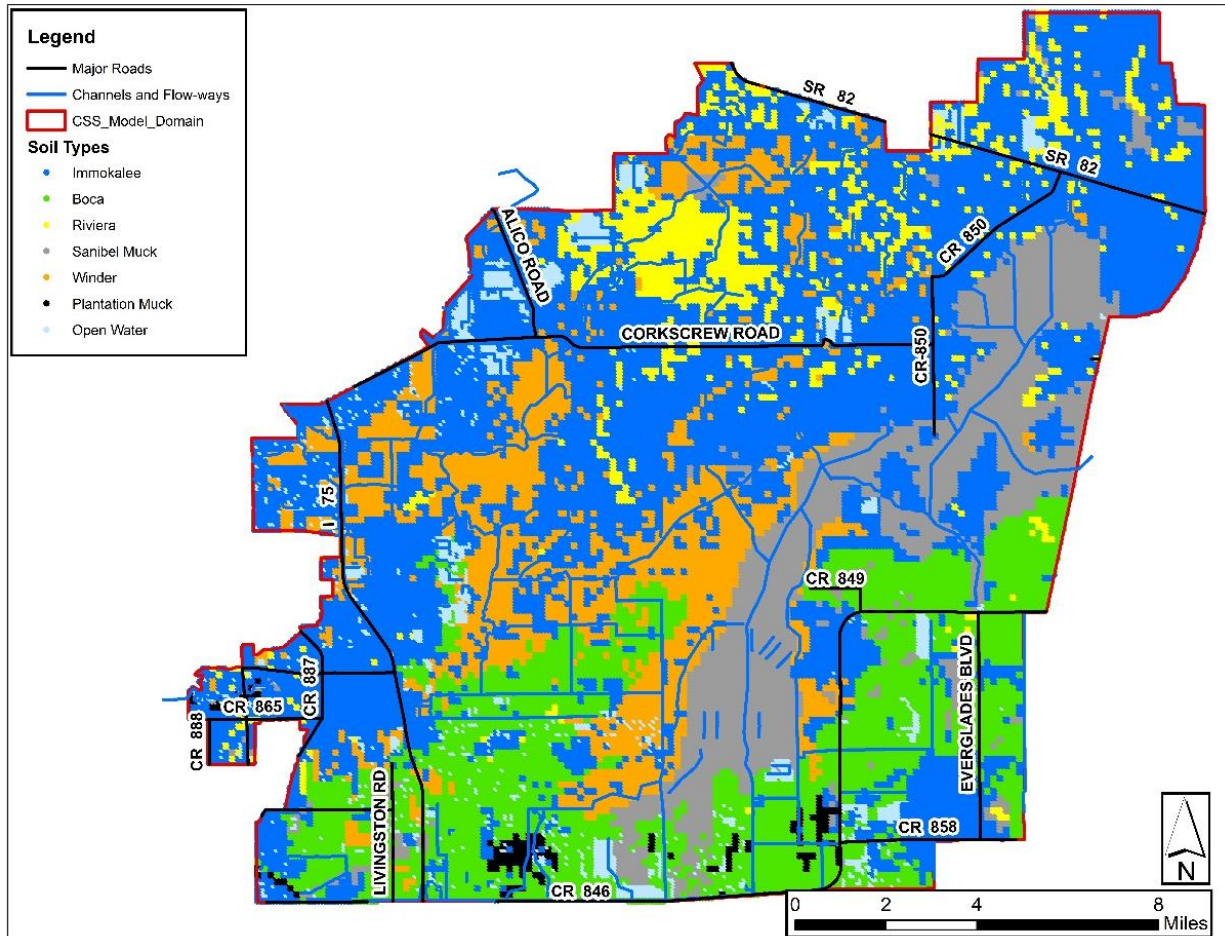 Legend
Major Roads
Channels and Flow-ways
CSS_Model_Domain
Soil Types
Immokalee
Boca
Riviera
Sanibel Muck
Winder
Plantation Muck
Open Water
SR 82
SR 82
ALICO ROAD
CR 850
CORKSCREW ROAD
CR-850
I 75
CR 849
CR 887
CR 865
CR 888
EVERGLADES BLVD
LIVINGSTON RD
CR 858
CR 846
N
0 2 4 8
Miles